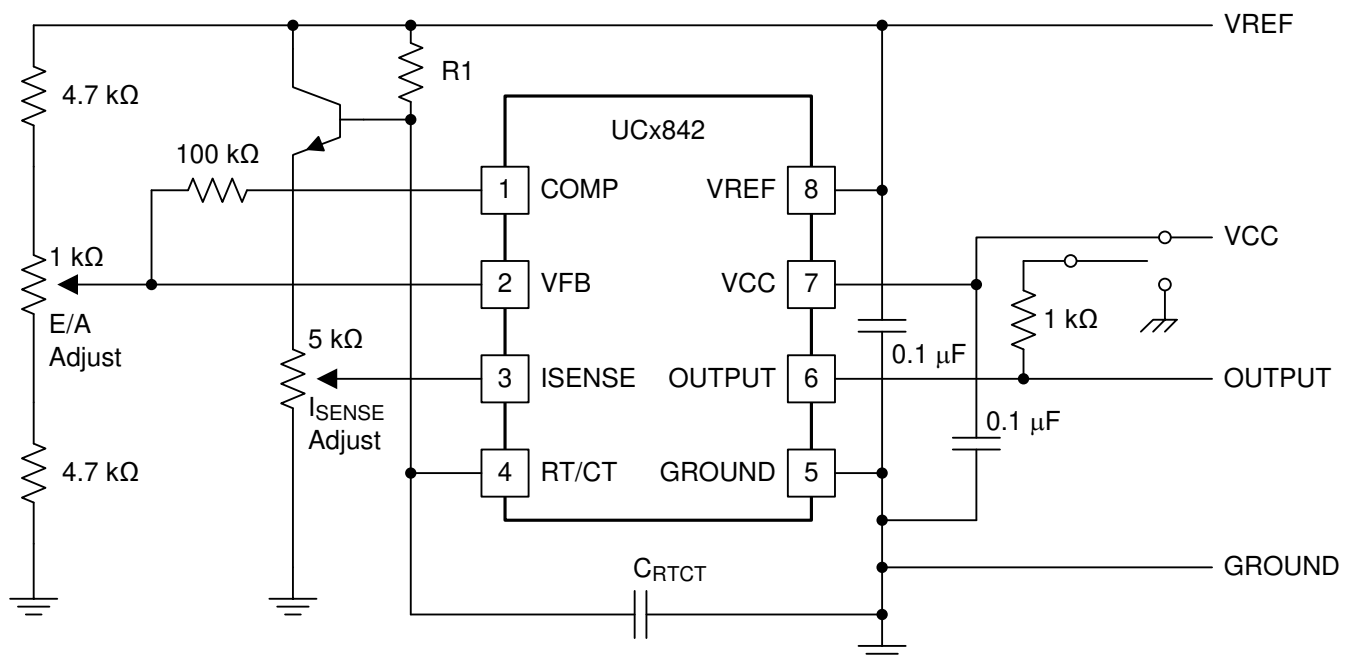 VREF
R1
4.7 kΩ
UCx842
100 kΩ
1 COMP
VREF 8
VCC
1 kΩ
2 VFB
VCC 7
E/A
Adjust
1 kΩ
5 kΩ
0.1 μF
3 ISENSE
OUTPUT 6
OUTPUT
ISENSE
Adjust
0.1 μF
4.7 kΩ
4 RT/CT
GROUND 5
CRTCT
GROUND